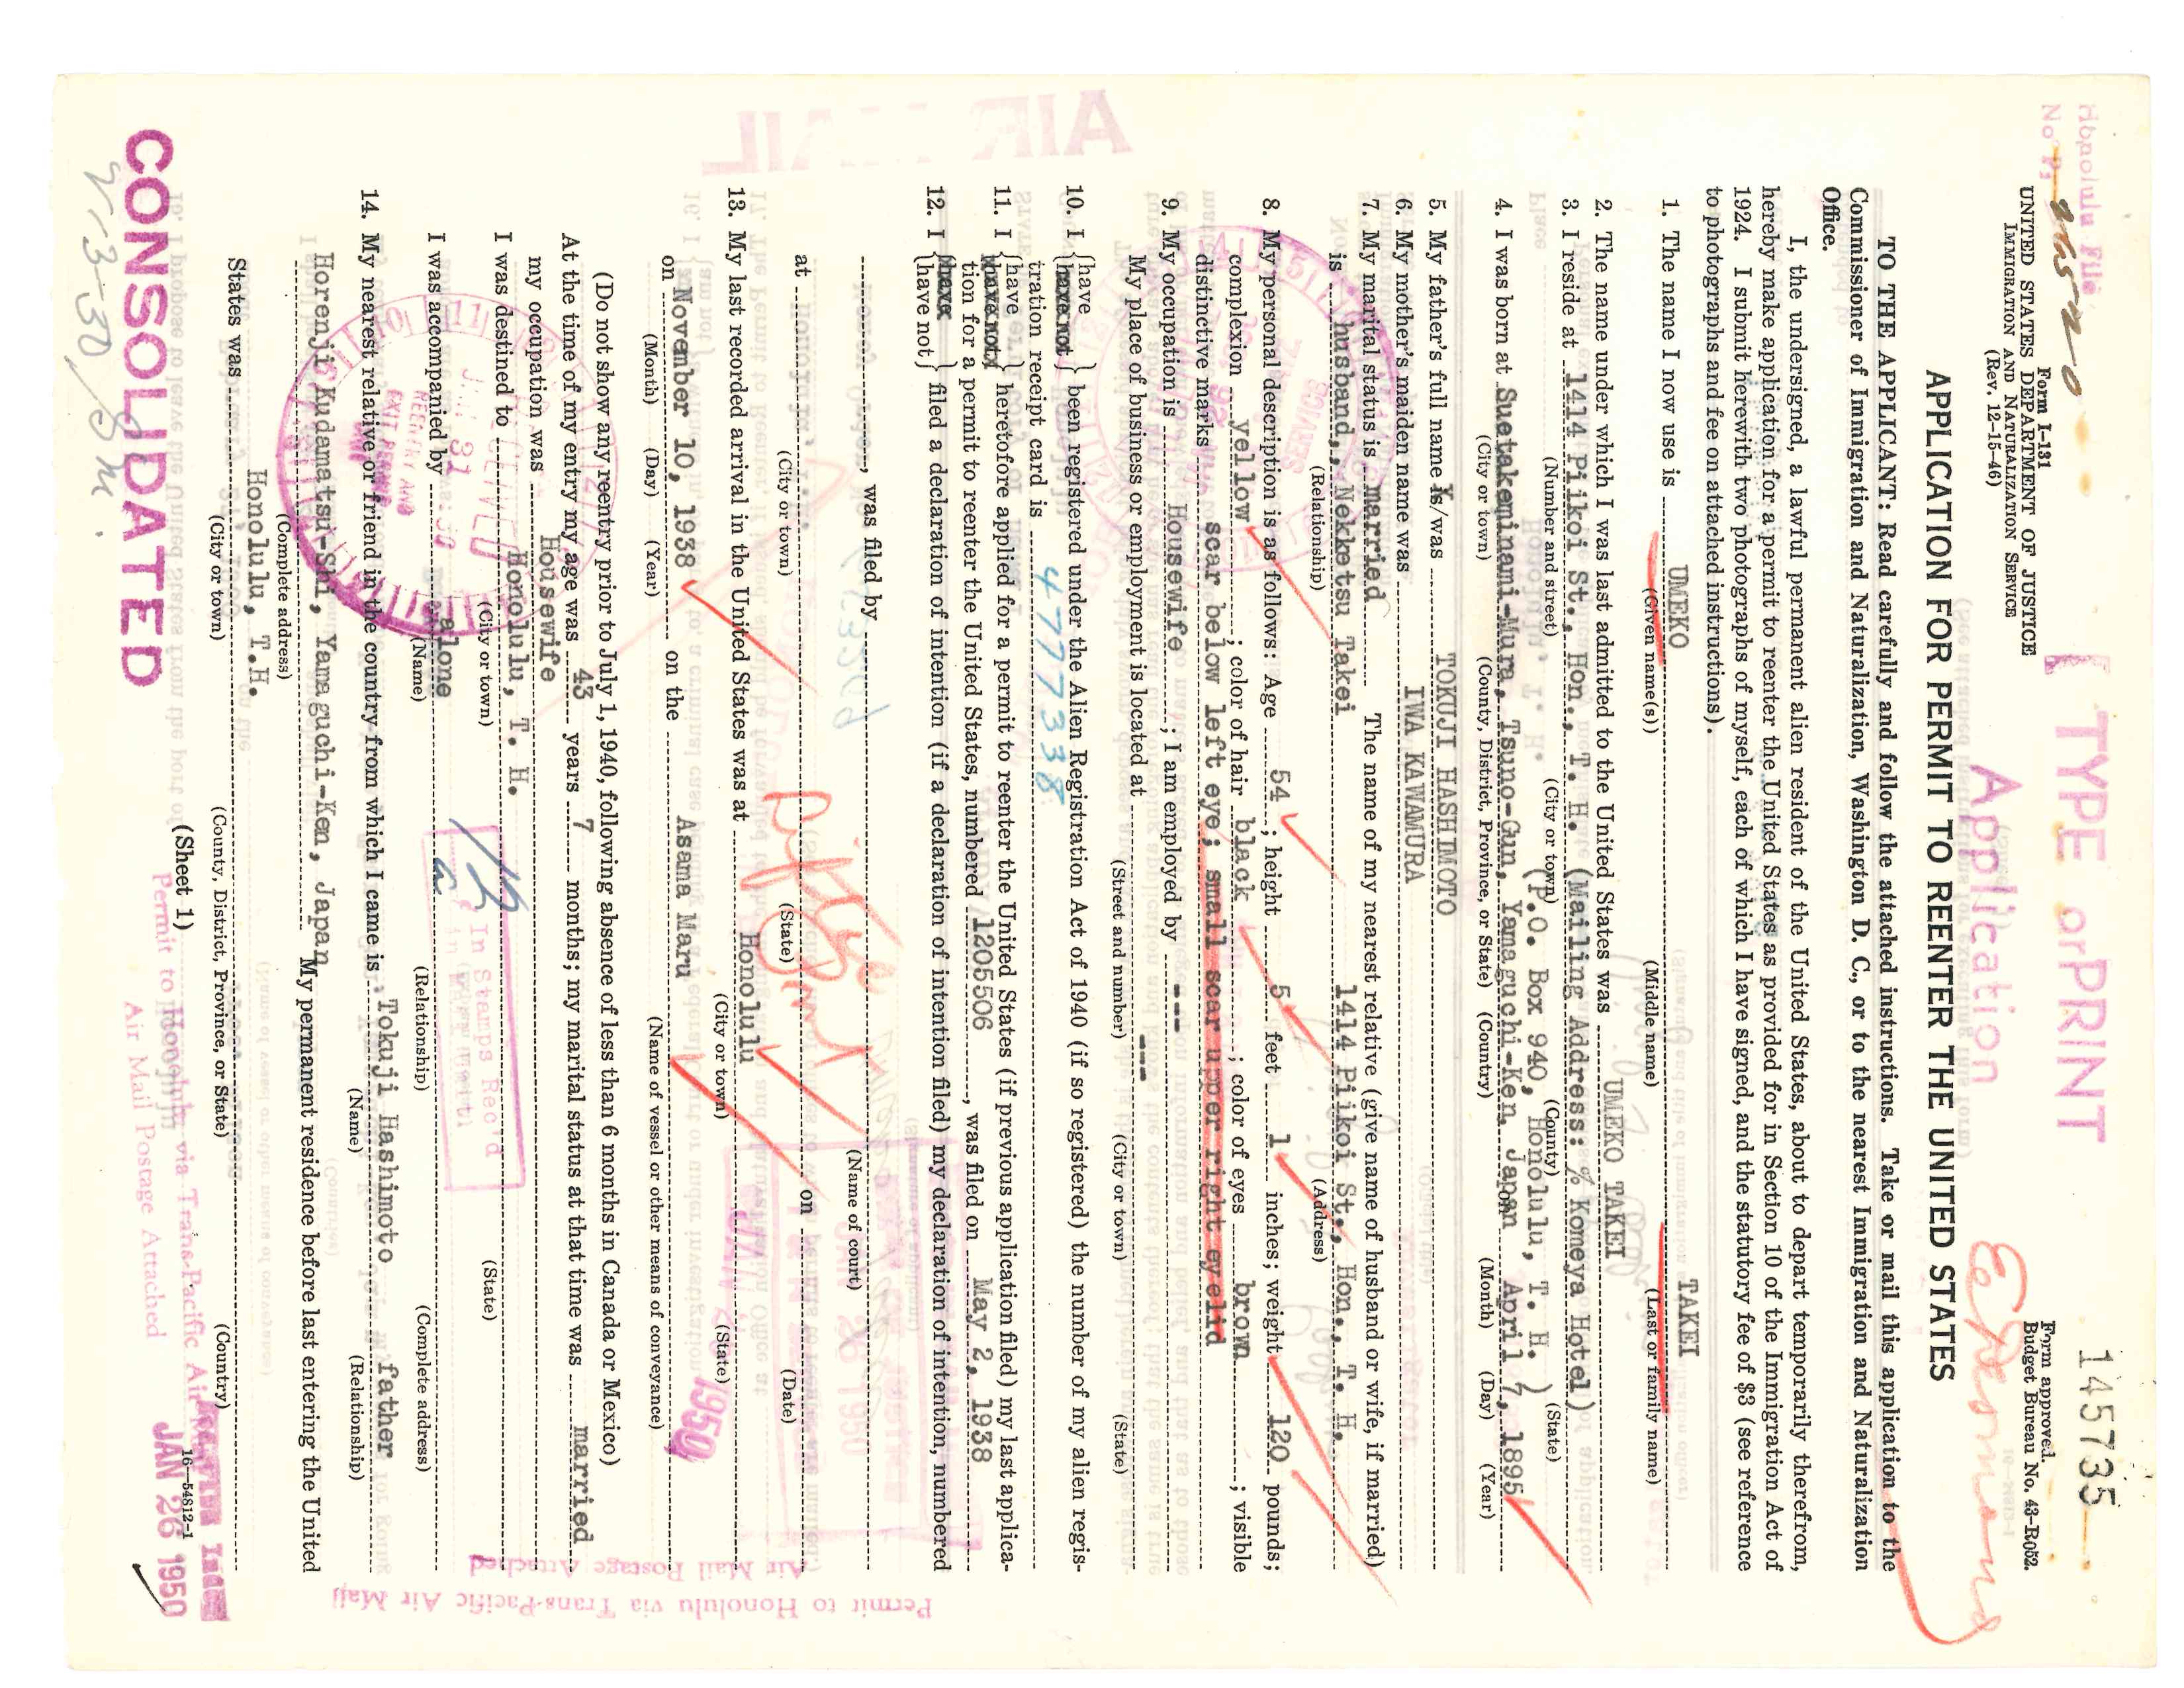 Honolulu File
No P; 26520
TYPE or PRINT
Application
145735
Form I-131
UNITED STATES DEPARTMENT OF JUSTICE
IMMIGRATION AND NATURALIZATION SERVICE
(Rev. 12-15-46)
Form approved.
Budget Bureau No. 43-R052.
(See attached instructions for executing this form)
APPLICATION FOR PERMIT TO REENTER THE UNITED STATES
TO THE APPLICANT: Read carefully and follow the attached instructions. Take or mail this application to the
Commissioner of Immigration and Naturalization, Washington D. C., or to the nearest Immigration and Naturalization
Office.
I, the undersigned, a lawful permanent alien resident of the United States, about to depart temporarily therefrom,
hereby make application for a permit to reenter the United States as provided for in Section 10 of the Immigration Act of
1924. I submit herewith two photographs of myself, each of which I have signed, and the statutory fee of $3 (see reference
to photographs and fee on attached instructions).
1. The name I now use is UMEKO TAKEI
(Given name(s)) (Middle name) (Last or family name)
2. The name under which I was last admitted to the United States was UMEKO TAKEI
3. I reside at 1414 Piikoi St., Hon., T. H. (Mailing Address: % Komeya Hotel)
(Number and street) (City or town) (County) (State)
(P.O. Box 940, Honolulu, T. H. )
4. I was born at Suetakeminami-Mura, Tsuno-Gun, Yamaguchi-Ken, Japan on April 7, 1895
(City or town) (County, District, Province, or State) (Country) (Month) (Day) (Year)
5. My father's full name is/was TOKUJI HASHIMOTO
6. My mother's maiden name was IWA KAWAMURA
7. My marital status is married The name of my nearest relative (give name of husband or wife, if married)
is husband,, Nekketsu Takei 1414 Piikoi St., Hon., T. H.
(Relationship) (Address)
8. My personal description is as follows: Age 54; height 5 feet 1 inches; weight 120 pounds;
complexion yellow; color of hair black; color of eyes brown; visible
distinctive marks scar below left eye; small scar upper right eyelid
9. My occupation is Housewife; I am employed by ---
My place of business or employment is located at ---
(Street and number) (City or town) (State)
10. I {have
have not} been registered under the Alien Registration Act of 1940 (if so registered) the number of my alien regis-
tration receipt card is 4777338
11. I {have
have not} heretofore applied for a permit to reenter the United States (if previous application filed) my last applica-
tion for a permit to reenter the United States, numbered 1205506, was filed on May 2, 1938
12. I {have
have not} filed a declaration of intention (if a declaration of intention filed) my declaration of intention, numbered
, was filed by
(Name of court)
at on
(City or town) (State) (Date)
13. My last recorded arrival in the United States was at Honolulu
(City or town) (State)
JAN 26 1950
on November 10, 1938 on the Asama Maru
(Month) (Day) (Year) (Name of vessel or other means of conveyance)
(Do not show any reentry prior to July 1, 1940, following absence of less than 6 months in Canada or Mexico)
At the time of my entry my age was 43 years 7 months; my marital status at that time was married
my occupation was Housewife
I was destined to Honolulu, T. H.
(City or town) (State)
In Stamps Rec'd
I was accompanied by alone
(Name) (Relationship) (Complete address)
RECEIVED
JAN 31
REENTRY AND
EXIT PERMIT
14. My nearest relative or friend in the country from which I came is Tokuji Hashimoto father
(Name) (Relationship)
Horenji Kudamatsu-Shi, Yamaguchi-Ken, Japan My permanent residence before last entering the United
(Complete address)
States was Honolulu, T.H.
(City or town) (County, District, Province, or State) (Country)
(Sheet 1)
16—54812-1
Permit to Honolulu via Trans-Pacific Air Mail
Air Mail Postage Attached
JAN 26 1950
CONSOLIDATED
2-3-50
Permit to Honolulu via Trans-Pacific Air Mail
Air Mail Postage Attached